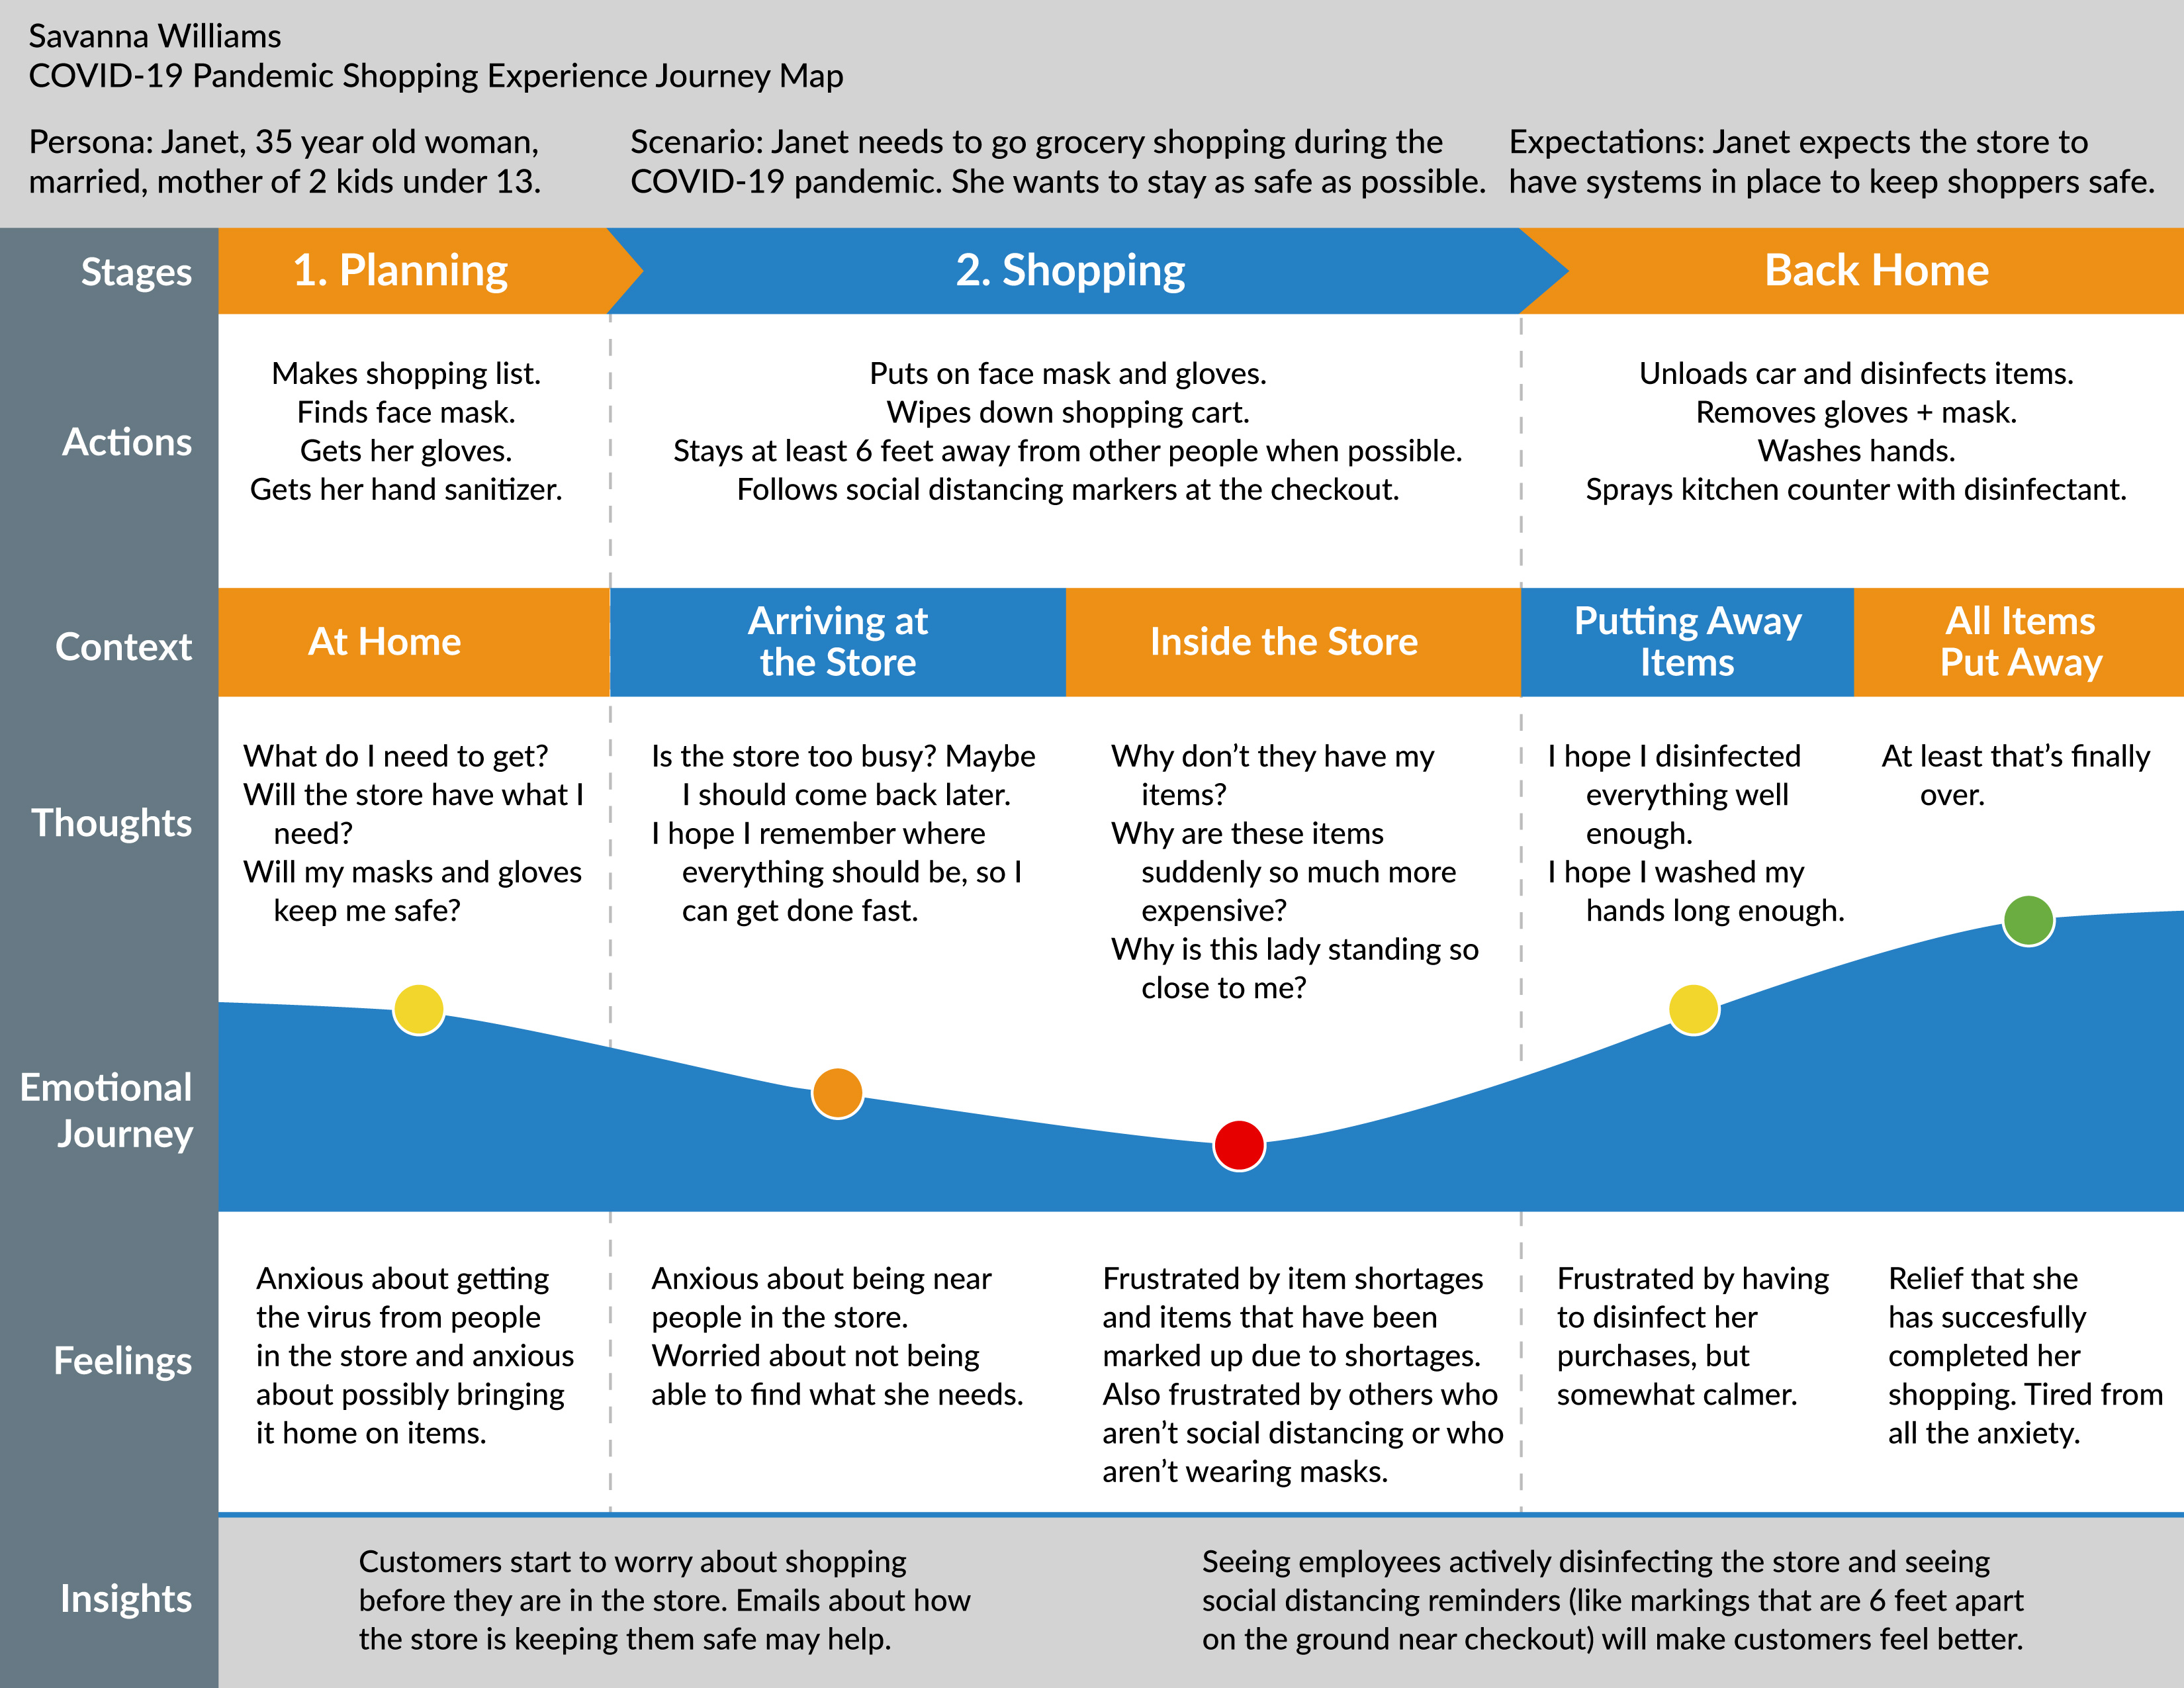 Savanna Williams
COVID-19 Pandemic Shopping Experience Journey Map
Persona: Janet, 35 year old woman,
married, mother of 2 kids under 13.
Scenario: Janet needs to go grocery shopping during the
COVID-19 pandemic. She wants to stay as safe as possible.
Expectations: Janet expects the store to
have systems in place to keep shoppers safe.
Stages
1. Planning
2. Shopping
Back Home
Actions
Makes shopping list.
Finds face mask.
Gets her gloves.
Gets her hand sanitizer.
Puts on face mask and gloves.
Wipes down shopping cart.
Stays at least 6 feet away from other people when possible.
Follows social distancing markers at the checkout.
Unloads car and disinfects items.
Removes gloves + mask.
Washes hands.
Sprays kitchen counter with disinfectant.
Context
At Home
Arriving at
the Store
Inside the Store
Putting Away
Items
All Items
Put Away
Thoughts
What do I need to get?
Will the store have what I
need?
Will my masks and gloves
keep me safe?
Is the store too busy? Maybe
I should come back later.
I hope I remember where
everything should be, so I
can get done fast.
Why don't they have my
items?
Why are these items
suddenly so much more
expensive?
Why is this lady standing so
close to me?
I hope I disinfected
everything well
enough.
I hope I washed my
hands long enough.
At least that's finally
over.
Emotional
Journey
Feelings
Anxious about getting
the virus from people
in the store and anxious
about possibly bringing
it home on items.
Anxious about being near
people in the store.
Worried about not being
able to find what she needs.
Frustrated by item shortages
and items that have been
marked up due to shortages.
Also frustrated by others who
aren't social distancing or who
aren't wearing masks.
Frustrated by having
to disinfect her
purchases, but
somewhat calmer.
Relief that she
has succesfully
completed her
shopping. Tired from
all the anxiety.
Insights
Customers start to worry about shopping
before they are in the store. Emails about how
the store is keeping them safe may help.
Seeing employees actively disinfecting the store and seeing
social distancing reminders (like markings that are 6 feet apart
on the ground near checkout) will make customers feel better.